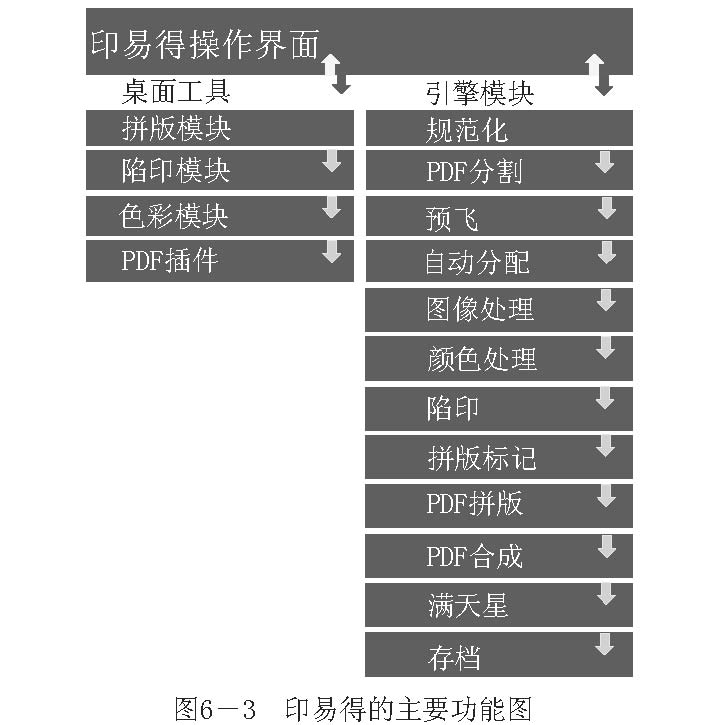 印易得操作界面
桌面工具
拼版模块
陷印模块
色彩模块
PDF插件
引擎模块
规范化
PDF分割
预飞
自动分配
图像处理
颜色处理
陷印
拼版标记
PDF拼版
PDF合成
满天星
存档
图6－3 印易得的主要功能图